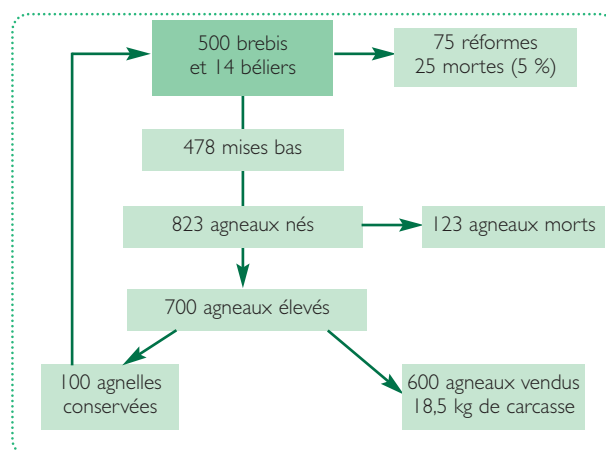 500 brebis
et 14 béliers
75 réformes
25 mortes (5 %)
478 mises bas
823 agneaux nés
123 agneaux morts
700 agneaux élevés
100 agnelles
conservées
600 agneaux vendus
18,5 kg de carcasse